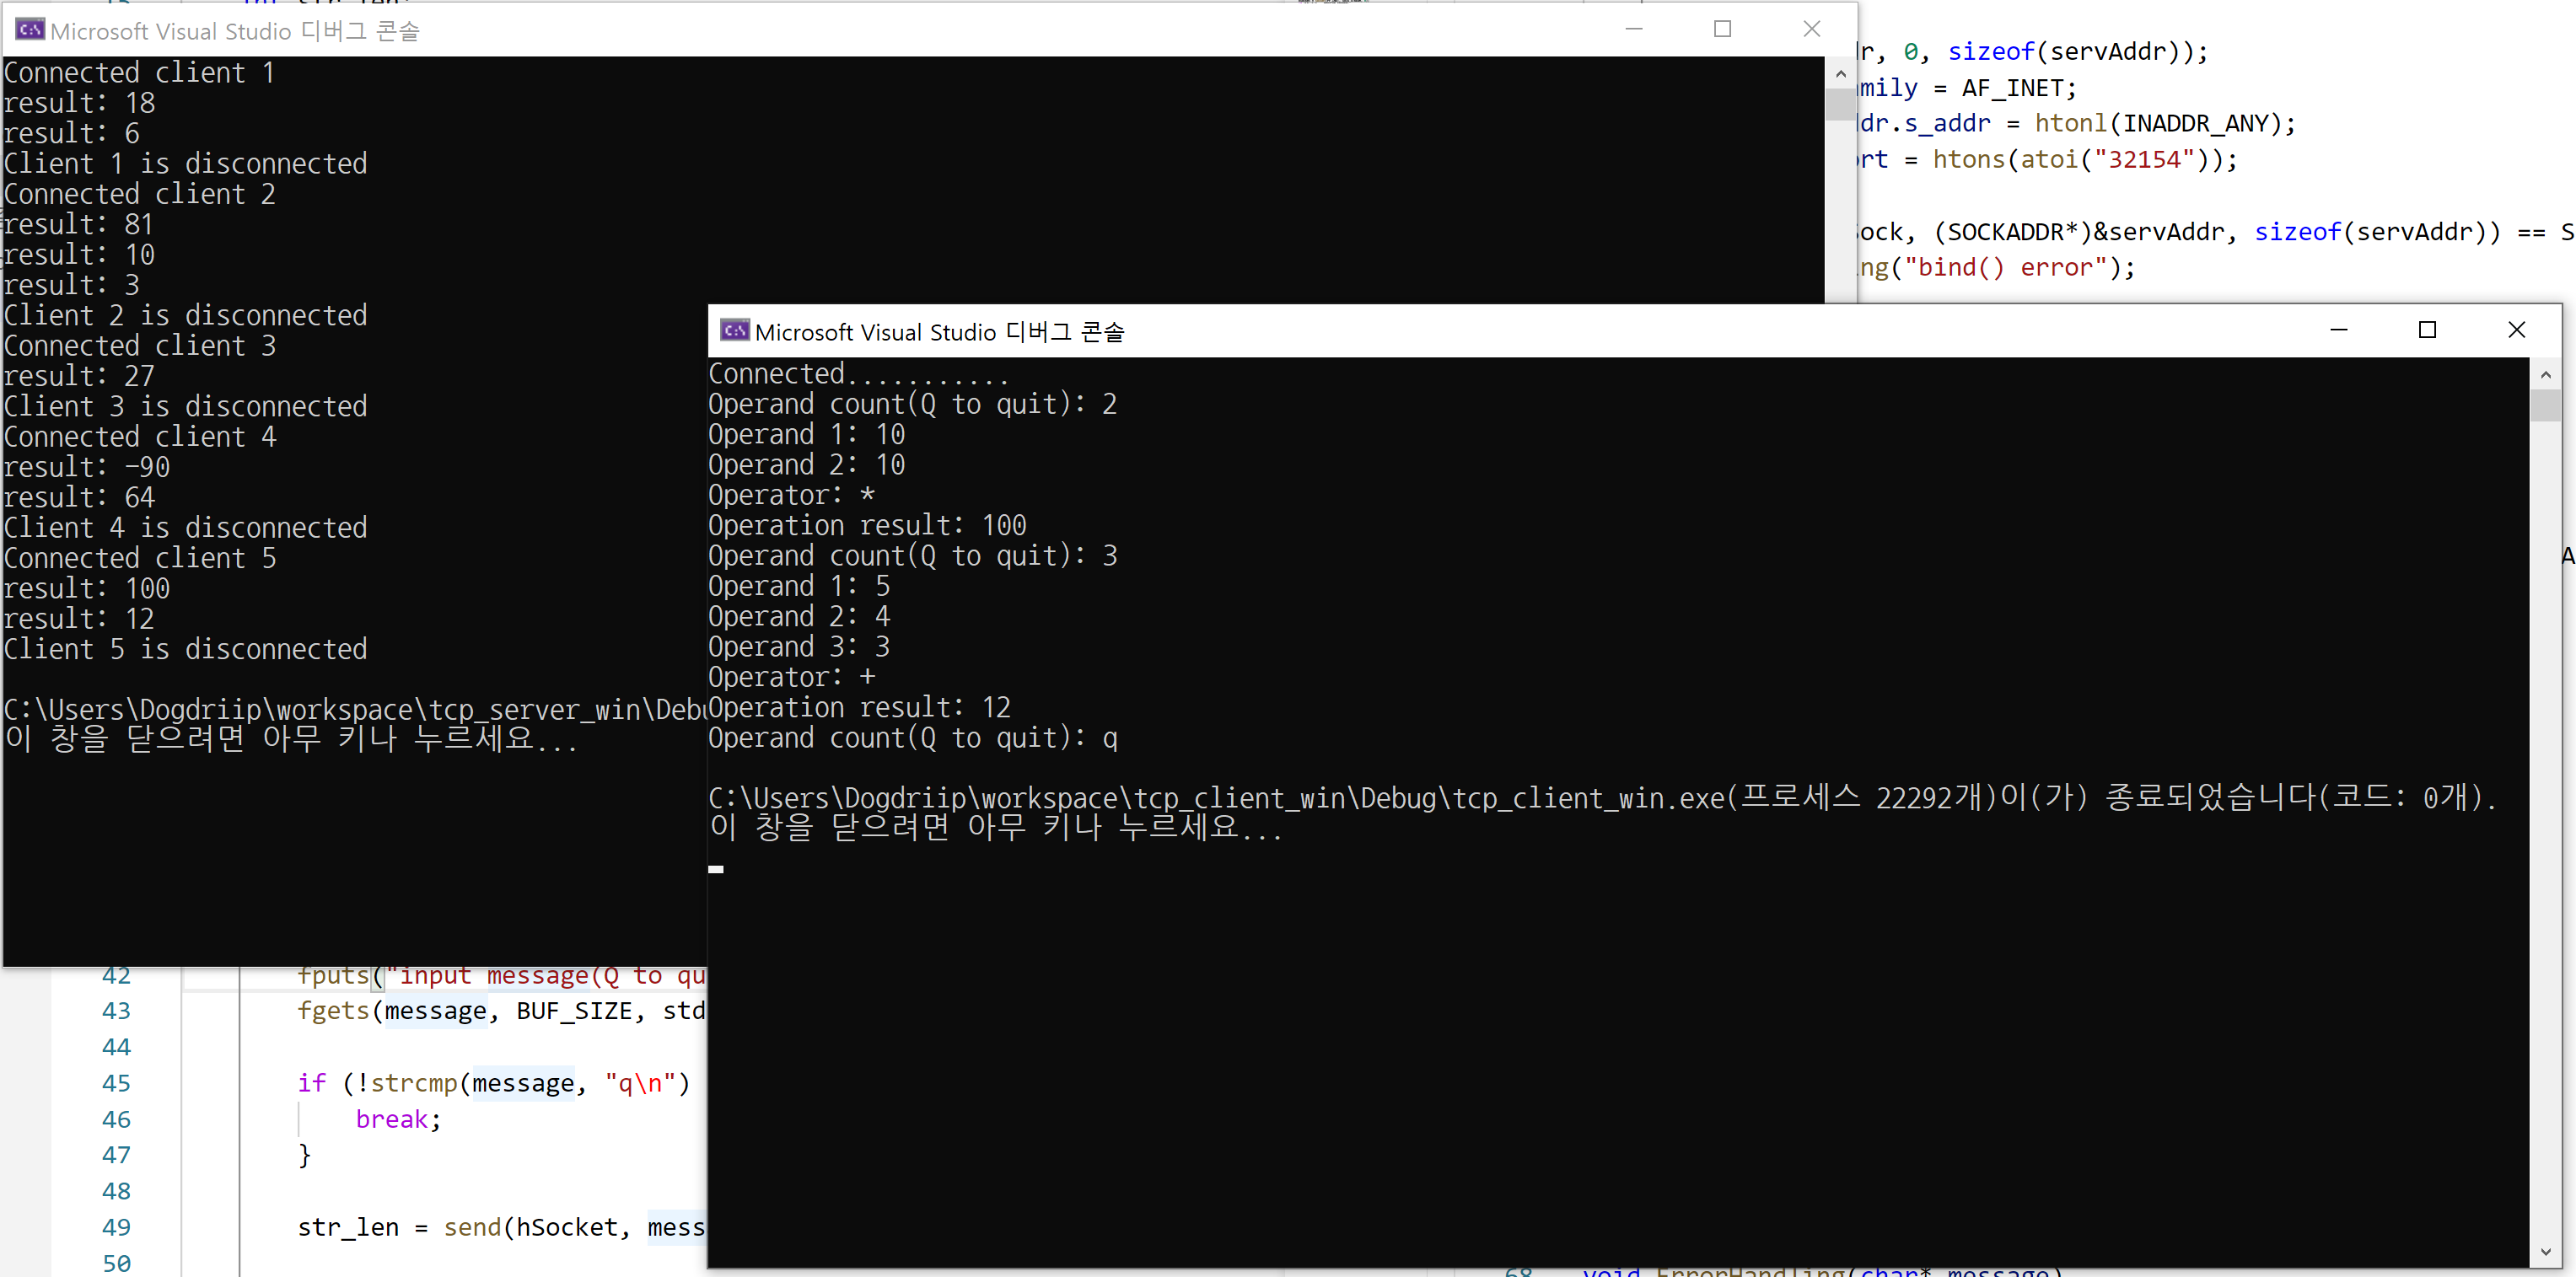 Microsoft Visual Studio 디버그 콘솔
Connected client 1
result: 18
result: 6
Client 1 is disconnected
Connected client 2
result: 81
result: 10
result: 3
Client 2 is disconnected
Connected client 3
result: 27
Client 3 is disconnected
Connected client 4
result: -90
result: 64
Client 4 is disconnected
Connected client 5
result: 100
result: 12
Client 5 is disconnected
C:\Users\Dogdriip\workspace\tcp_server_win\Debu
이 창을 닫으려면 아무 키나 누르세요...
, 0, sizeof(servAddr));
mily = AF_INET;
dr.s_addr = htonl(INADDR_ANY);
rt = htons(atoi("32154"));
ock, (SOCKADDR*)&servAddr, sizeof(servAddr)) == S
ng("bind() error");
Microsoft Visual Studio 디버그 콘솔
Connected...........
Operand count(Q to quit): 2
Operand 1: 10
Operand 2: 10
Operator: *
Operation result: 100
Operand count(Q to quit): 3
Operand 1: 5
Operand 2: 4
Operand 3: 3
Operator: +
Operation result: 12
Operand count(Q to quit): q
C:\Users\Dogdriip\workspace\tcp_client_win\Debug\tcp_client_win.exe(프로세스 22292개)이(가) 종료되었습니다(코드: 0개).
이 창을 닫으려면 아무 키나 누르세요...
42 fputs("input message(Q to qu
43 fgets(message, BUF_SIZE, std
44
45 if (!strcmp(message, "q\n")
46 break;
47 }
48
49 str_len = send(hSocket, mess
50
68 void ErrorHandling(char* message)